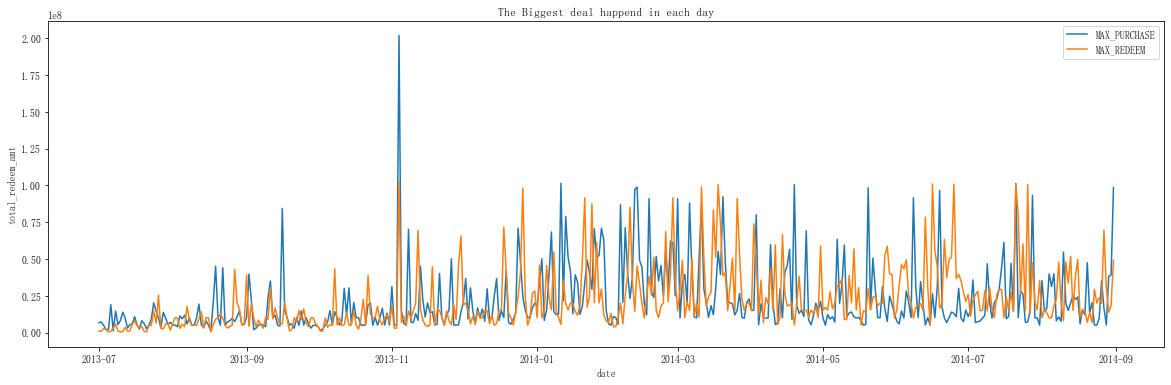 The Biggest deal happend in each day
1e8
MAX_PURCHASE
MAX_REDEEM
2.00
1.75
1.50
1.25
1.00
0.75
0.50
0.25
0.00
total_redeem_amt
2013-07
2013-09
2013-11
2014-01
2014-03
2014-05
2014-07
2014-09
date